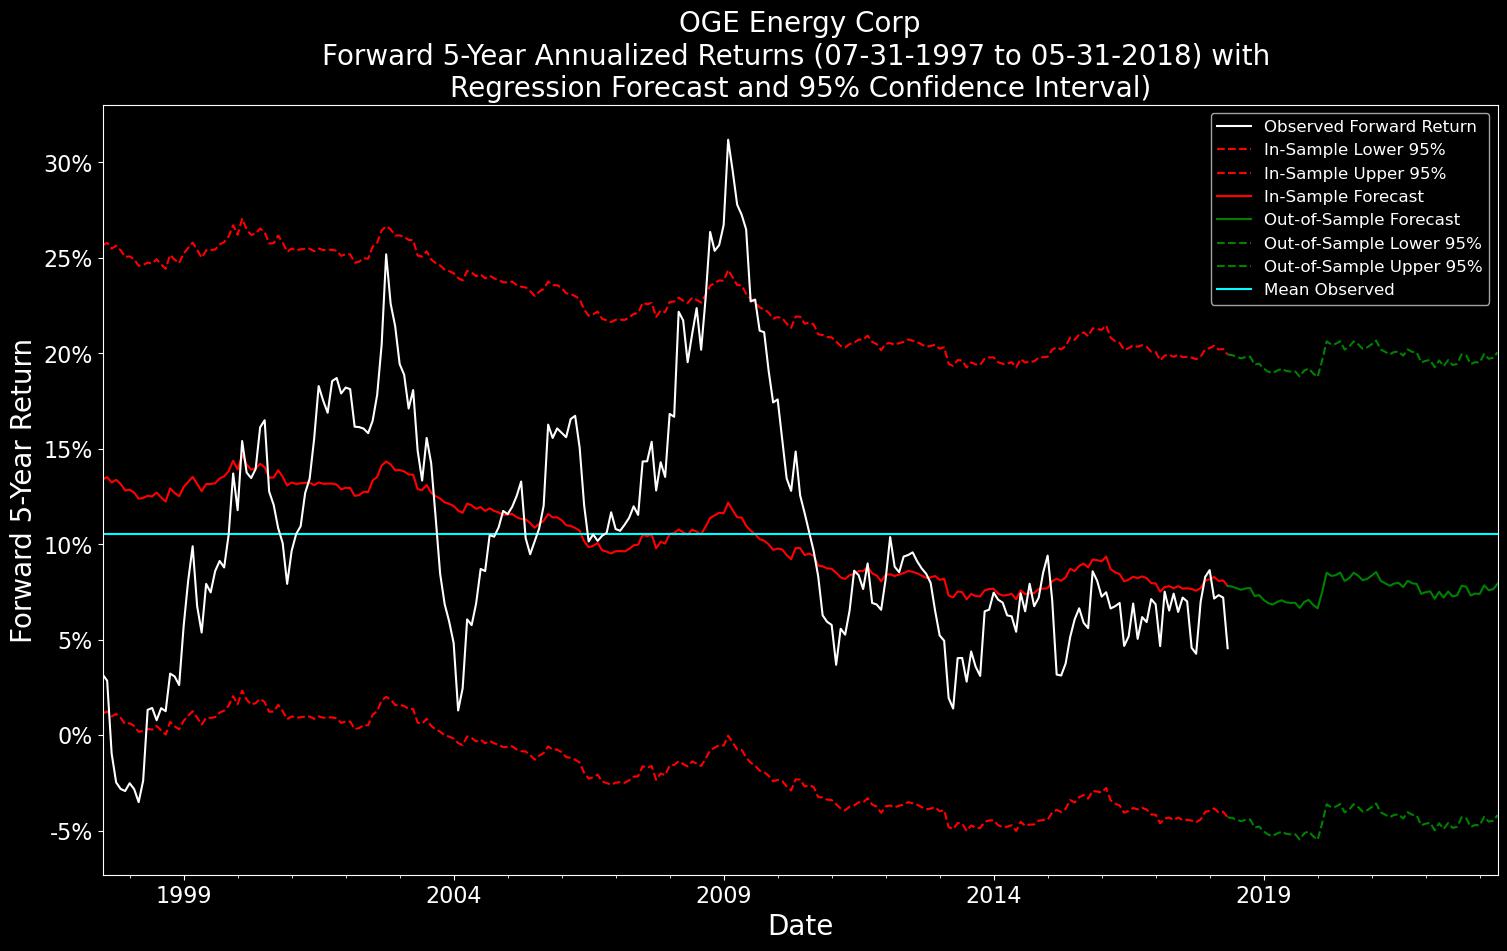 OGE Energy Corp
Forward 5-Year Annualized Returns (07-31-1997 to 05-31-2018) with
Regression Forecast and 95% Confidence Interval)
Observed Forward Return
In-Sample Lower 95%
In-Sample Upper 95%
In-Sample Forecast
Out-of-Sample Forecast
Out-of-Sample Lower 95%
Out-of-Sample Upper 95%
Mean Observed
Forward 5-Year Return
30%
25%
20%
15%
10%
5%
0%
-5%
1999
2004
2009
2014
2019
Date